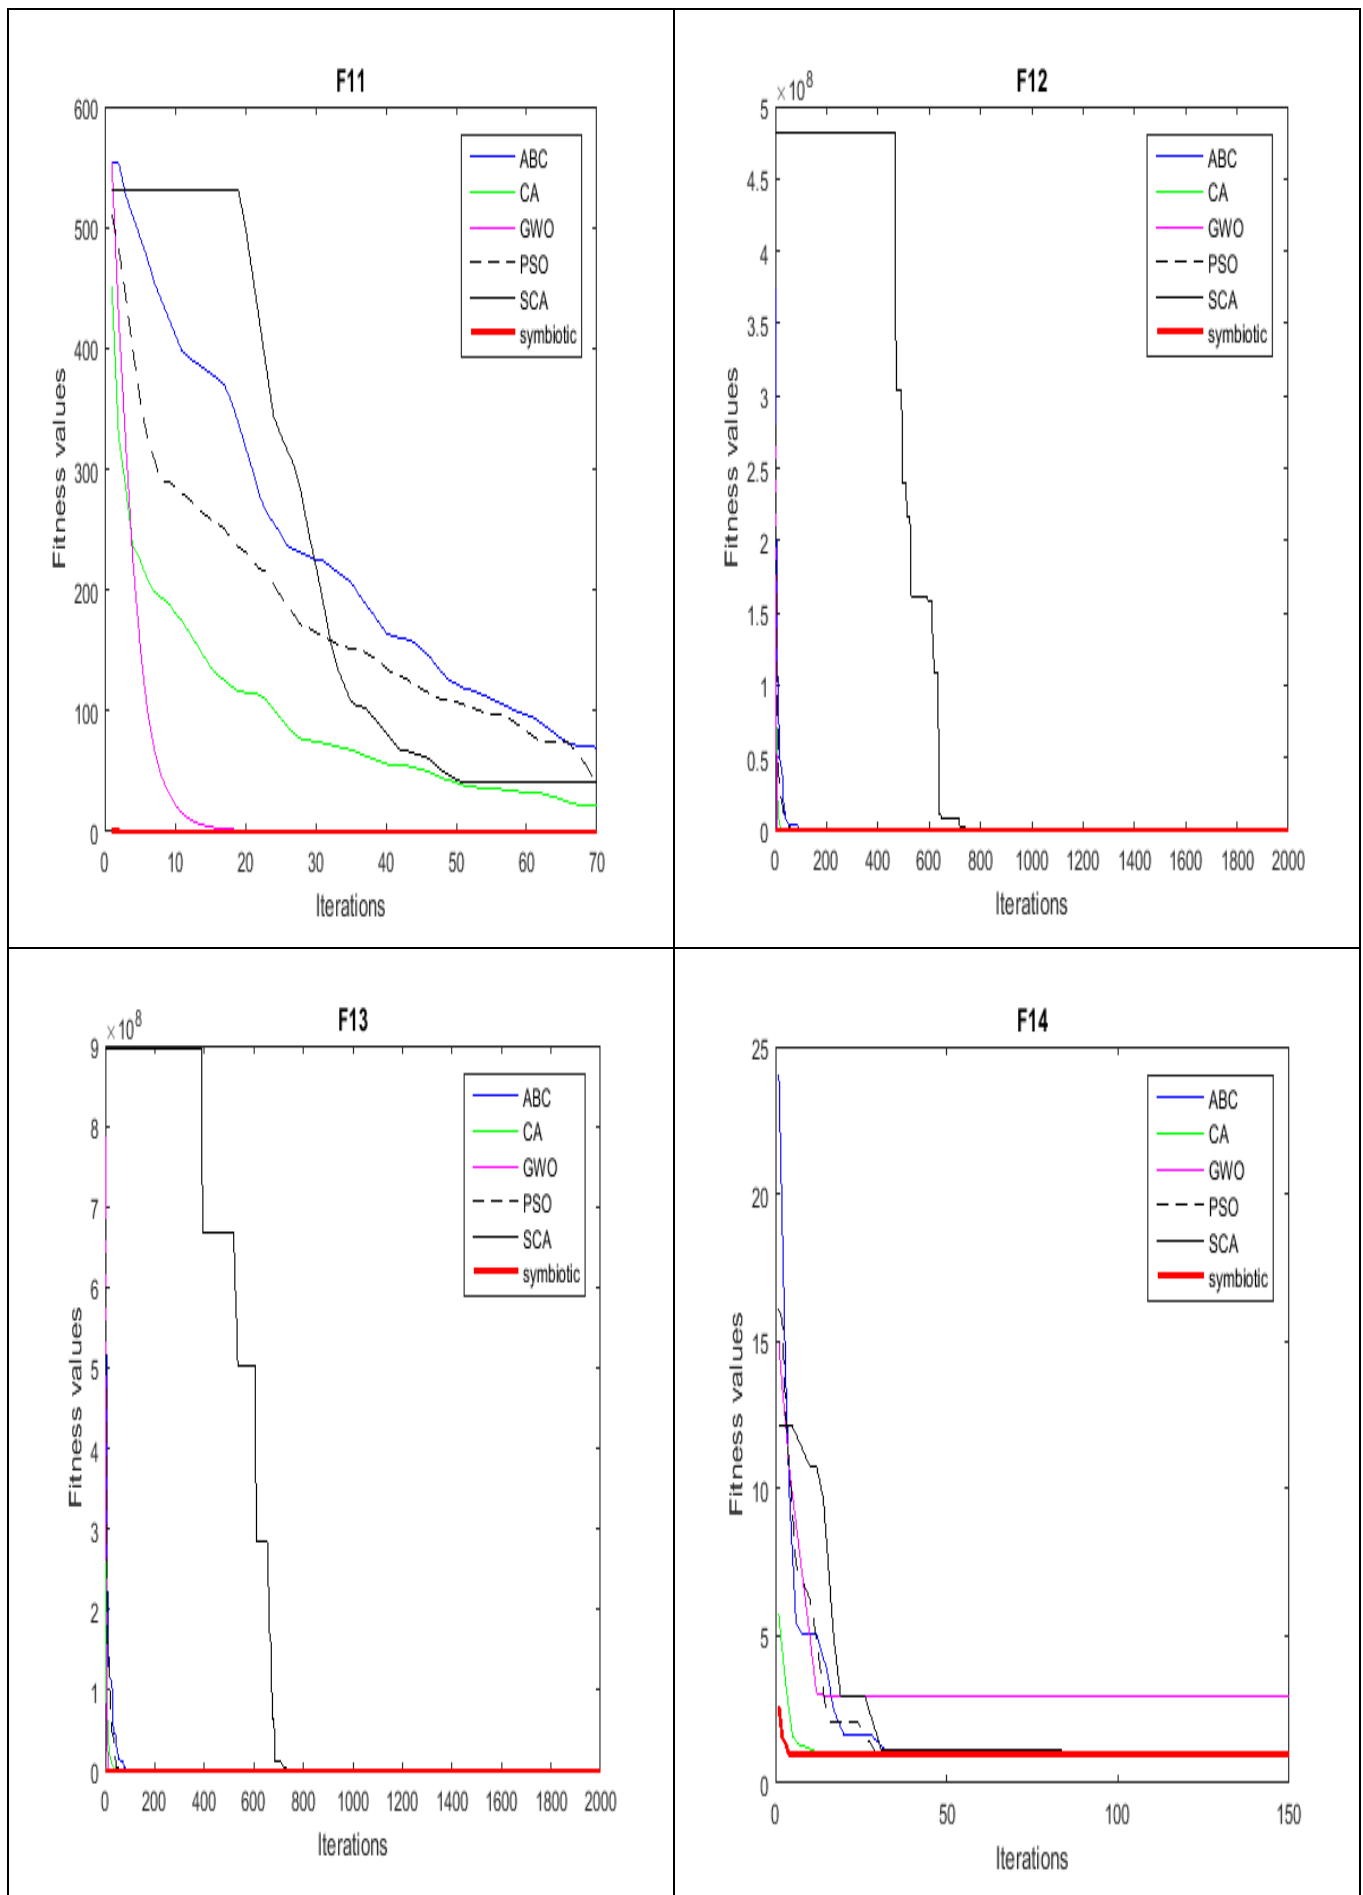 F11
600
500
400
300
200
100
0
Fitness values
0 10 20 30 40 50 60 70
Iterations
ABC
CA
GWO
PSO
SCA
symbiotic
F12
×10^8
5
4.5
4
3.5
3
2.5
2
1.5
1
0.5
0
Fitness values
0 200 400 600 800 1000 1200 1400 1600 1800 2000
Iterations
ABC
CA
GWO
PSO
SCA
symbiotic
F13
×10^8
9
8
7
6
5
4
3
2
1
0
Fitness values
0 200 400 600 800 1000 1200 1400 1600 1800 2000
Iterations
ABC
CA
GWO
PSO
SCA
symbiotic
F14
25
20
15
10
5
0
Fitness values
0 50 100 150
Iterations
ABC
CA
GWO
PSO
SCA
symbiotic